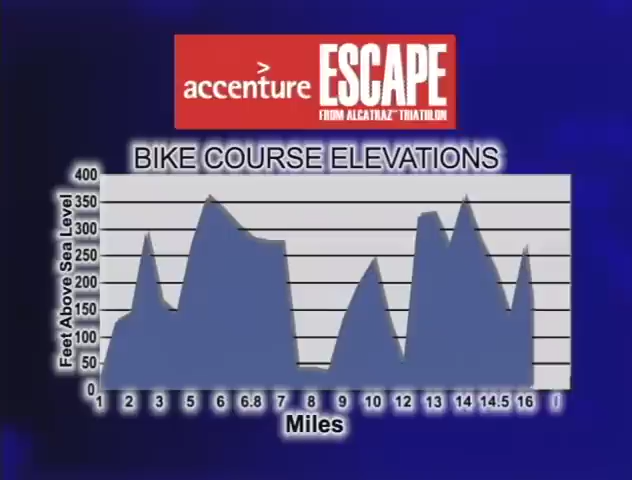 >
accenture ESCAPE
FROM ALCATRAZ™ TRIATHLON
BIKE COURSE ELEVATIONS
Feet Above Sea Level
400
350
300
250
200
150
100
50
0
1 2 3 5 6 6.8 7 8 9 10 12 13 14 14.5 16
Miles